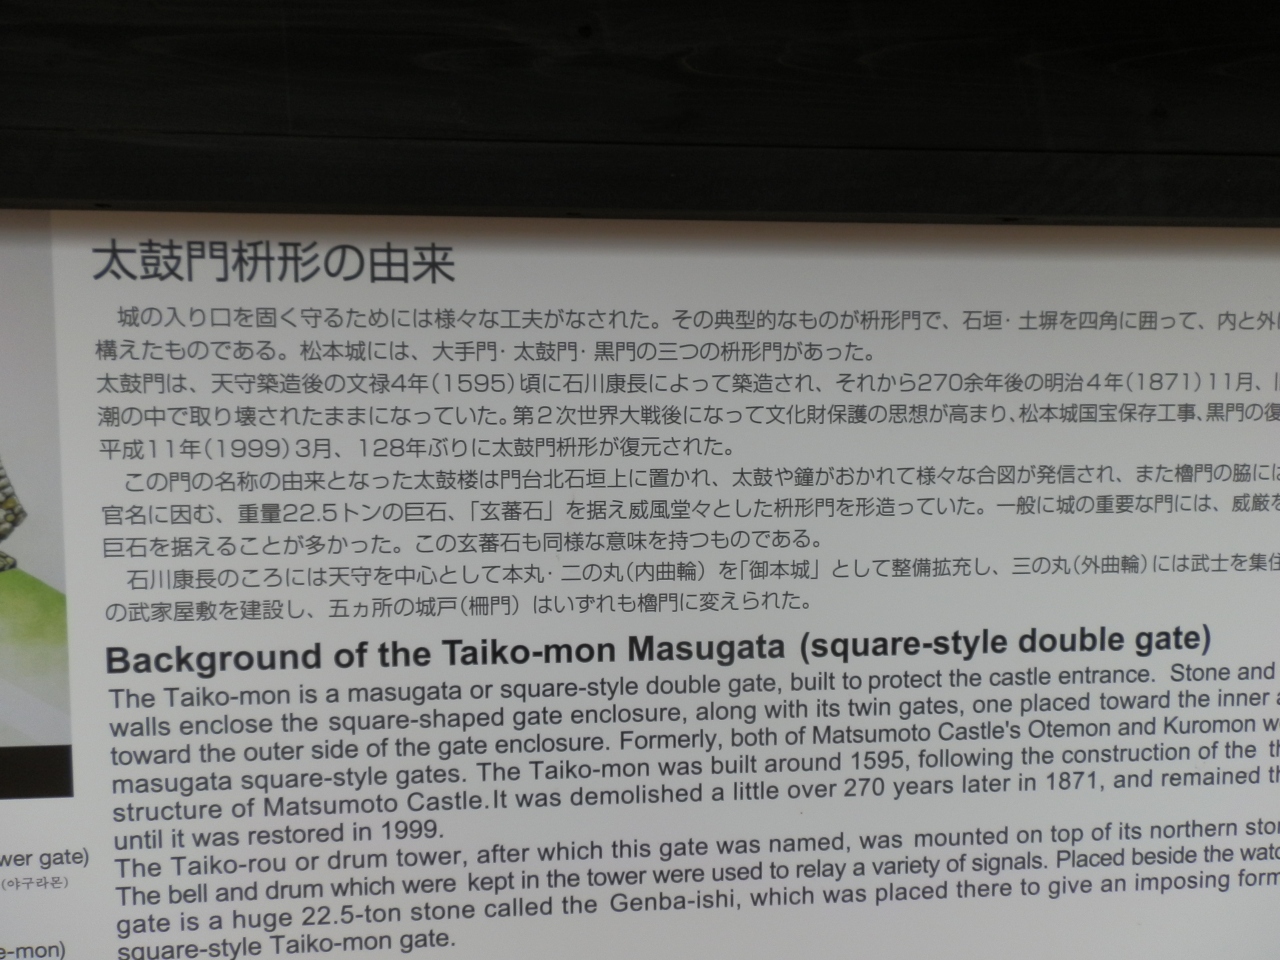 太鼓門枡形の由来
城の入り口を固く守るためには様々な工夫がなされた。その典型的なものが枡形門で、石垣・土塀を四角に囲って、内と外
構えたものである。松本城には、大手門・太鼓門・黒門の三つの枡形門があった。
太鼓門は、天守築造後の文禄4年(1595)頃に石川康長によって築造され、それから270余年後の明治4年(1871)11月、
潮の中で取り壊されたままになっていた。第2次世界大戦後になって文化財保護の思想が高まり、松本城国宝保存工事、黒門の復
平成11年(1999)3月、128年ぶりに太鼓門枡形が復元された。
この門の名称の由来となった太鼓楼は門台北石垣上に置かれ、太鼓や鐘がおかれて様々な合図が発信され、また櫓門の脇には
官名に因む、重量22.5トンの巨石、「玄蕃石」を据え威風堂々とした枡形門を形造っていた。一般に城の重要な門には、威厳を
巨石を据えることが多かった。この玄蕃石も同様な意味を持つものである。
石川康長のころには天守を中心として本丸・二の丸(内曲輪)を「御本城」として整備拡充し、三の丸(外曲輪)には武士を集住
の武家屋敷を建設し、五ヵ所の城戸(柵門)はいずれも櫓門に変えられた。
Background of the Taiko-mon Masugata (square-style double gate)
The Taiko-mon is a masugata or square-style double gate, built to protect the castle entrance. Stone and
walls enclose the square-shaped gate enclosure, along with its twin gates, one placed toward the inner
toward the outer side of the gate enclosure. Formerly, both of Matsumoto Castle's Otemon and Kuromon
masugata square-style gates. The Taiko-mon was built around 1595, following the construction of the
structure of Matsumoto Castle.It was demolished a little over 270 years later in 1871, and remained
until it was restored in 1999.
The Taiko-rou or drum tower, after which this gate was named, was mounted on top of its northern
The bell and drum which were kept in the tower were used to relay a variety of signals. Placed beside the
gate is a huge 22.5-ton stone called the Genba-ishi, which was placed there to give an imposing
square-style Taiko-mon gate.
wer gate)
(야구라몬)
e-mon)